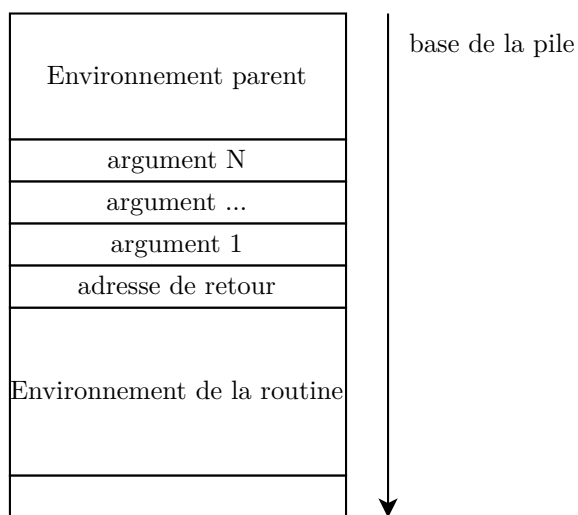 base de la pile
Environnement parent
argument N
argument ...
argument 1
adresse de retour
Environnement de la routine